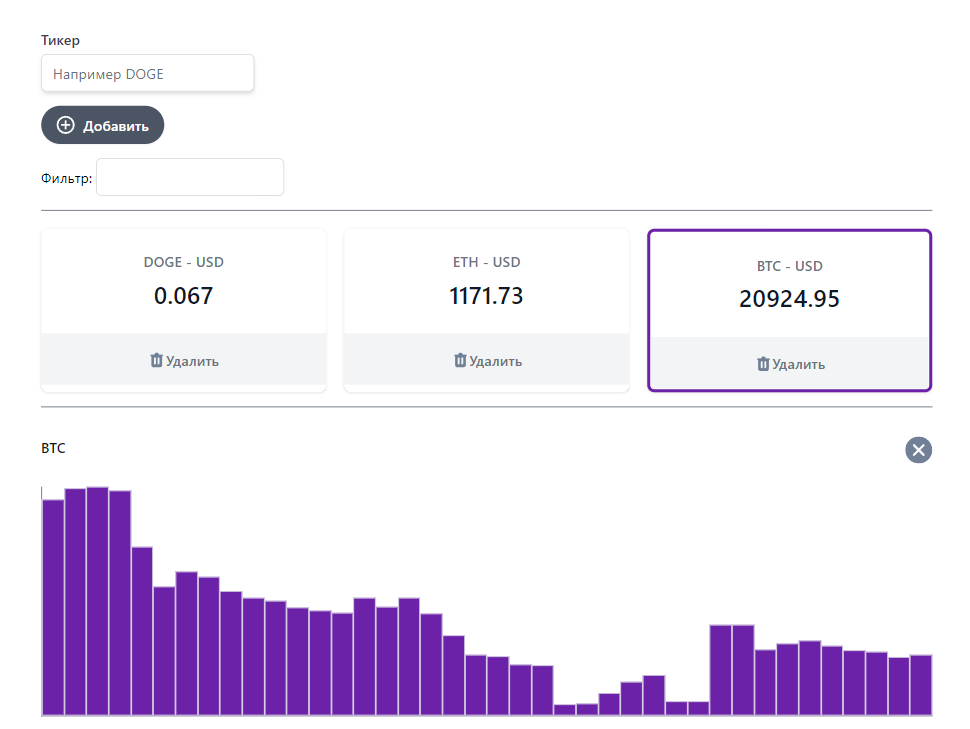 Тикер
Например DOGE
Добавить
Фильтр:
DOGE - USD
0.067
Удалить
ETH - USD
1171.73
Удалить
BTC - USD
20924.95
Удалить
BTC